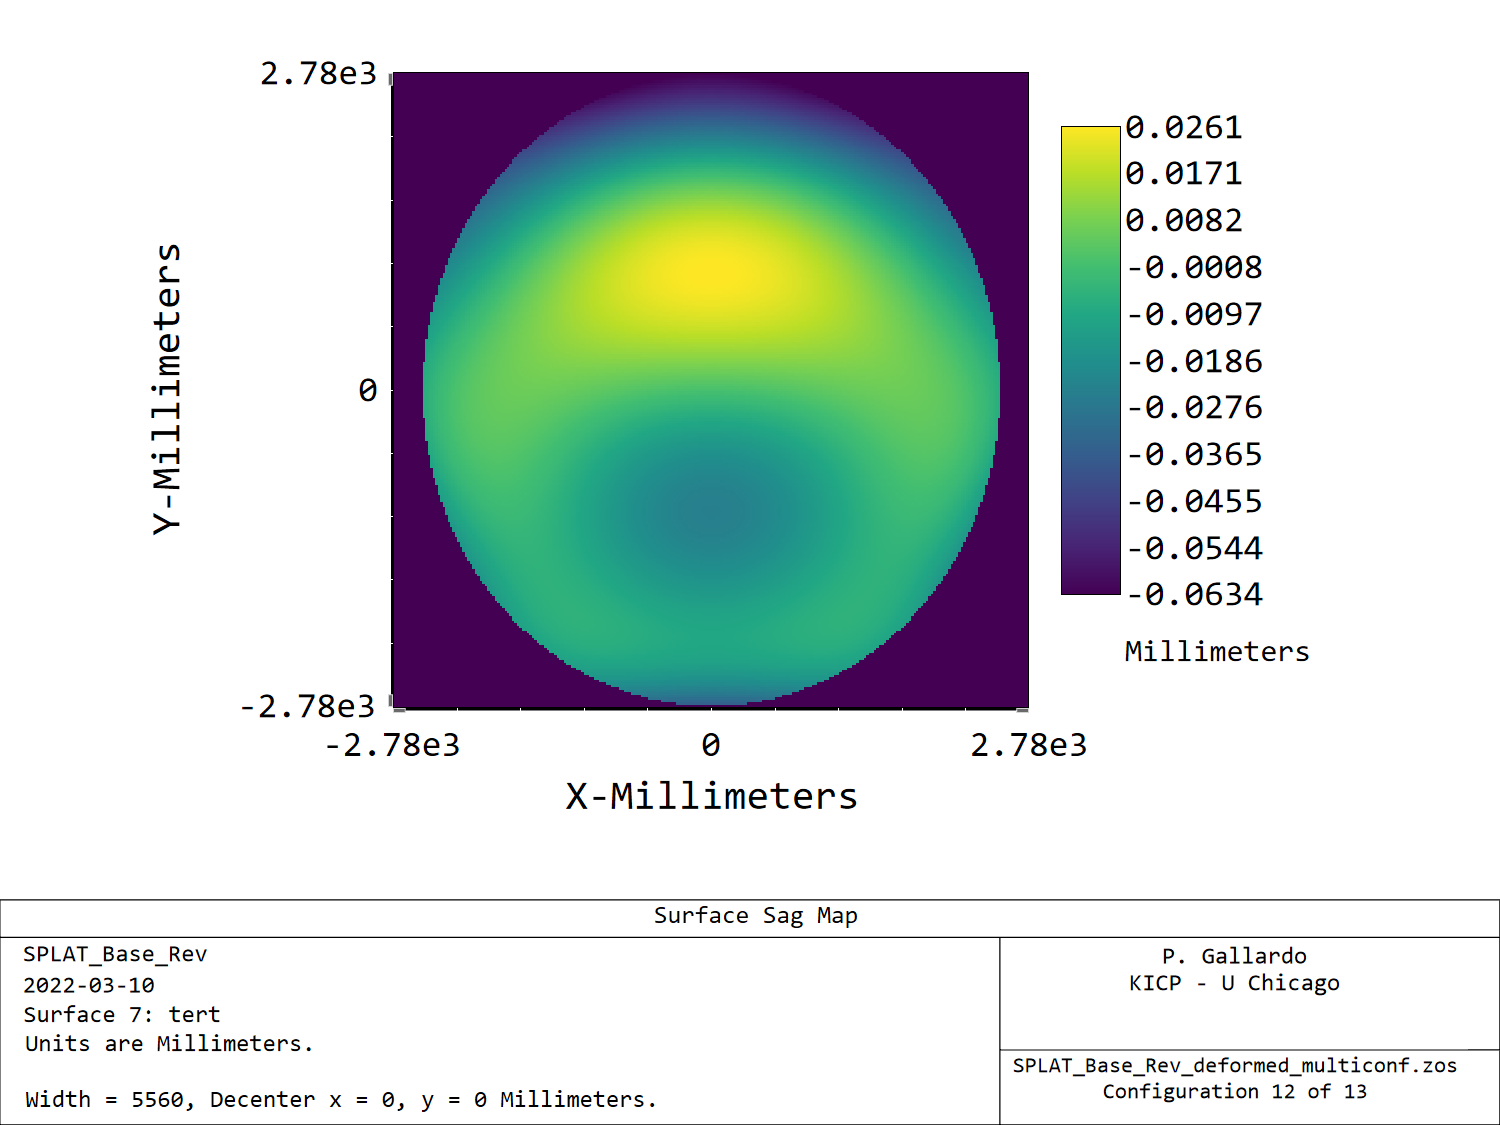 2.78e3
0
-2.78e3
Y-Millimeters
-2.78e3
0
2.78e3
X-Millimeters
0.0261
0.0171
0.0082
-0.0008
-0.0097
-0.0186
-0.0276
-0.0365
-0.0455
-0.0544
-0.0634
Millimeters
Surface Sag Map
SPLAT_Base_Rev
2022-03-10
Surface 7: tert
Units are Millimeters.
Width = 5560, Decenter x = 0, y = 0 Millimeters.
P. Gallardo
KICP - U Chicago
SPLAT_Base_Rev_deformed_multiconf.zos
Configuration 12 of 13